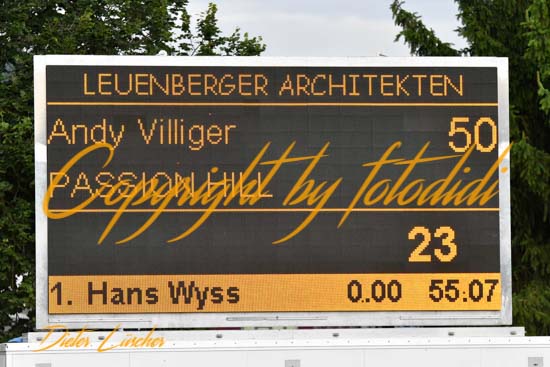 LEUENBERGER ARCHITEKTEN
Andy Villiger 50
PASSION HILL
Copyright by fotodidi
23
1. Hans Wyss 0.00 55:07
Dieter Lüscher